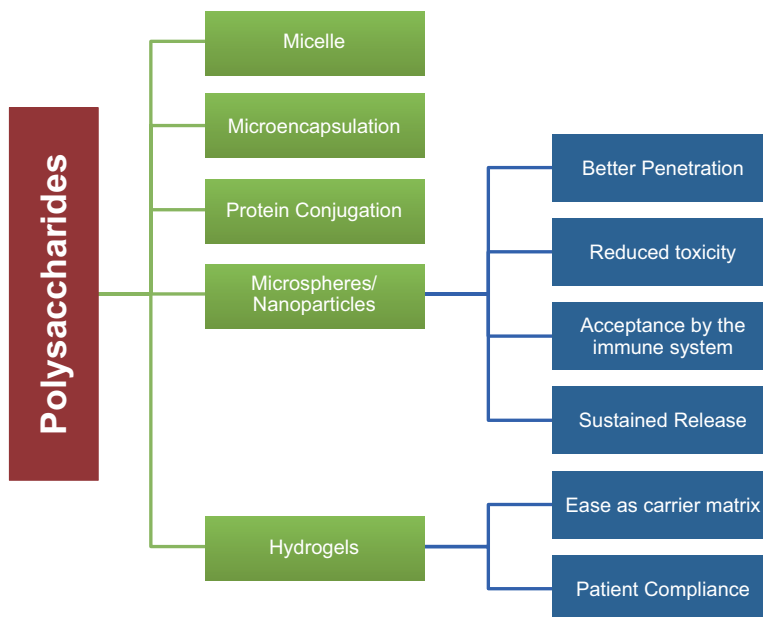 Polysaccharides
Micelle
Microencapsulation
Protein Conjugation
Microspheres/
Nanoparticles
Hydrogels
Better Penetration
Reduced toxicity
Acceptance by the
immune system
Sustained Release
Ease as carrier matrix
Patient Compliance